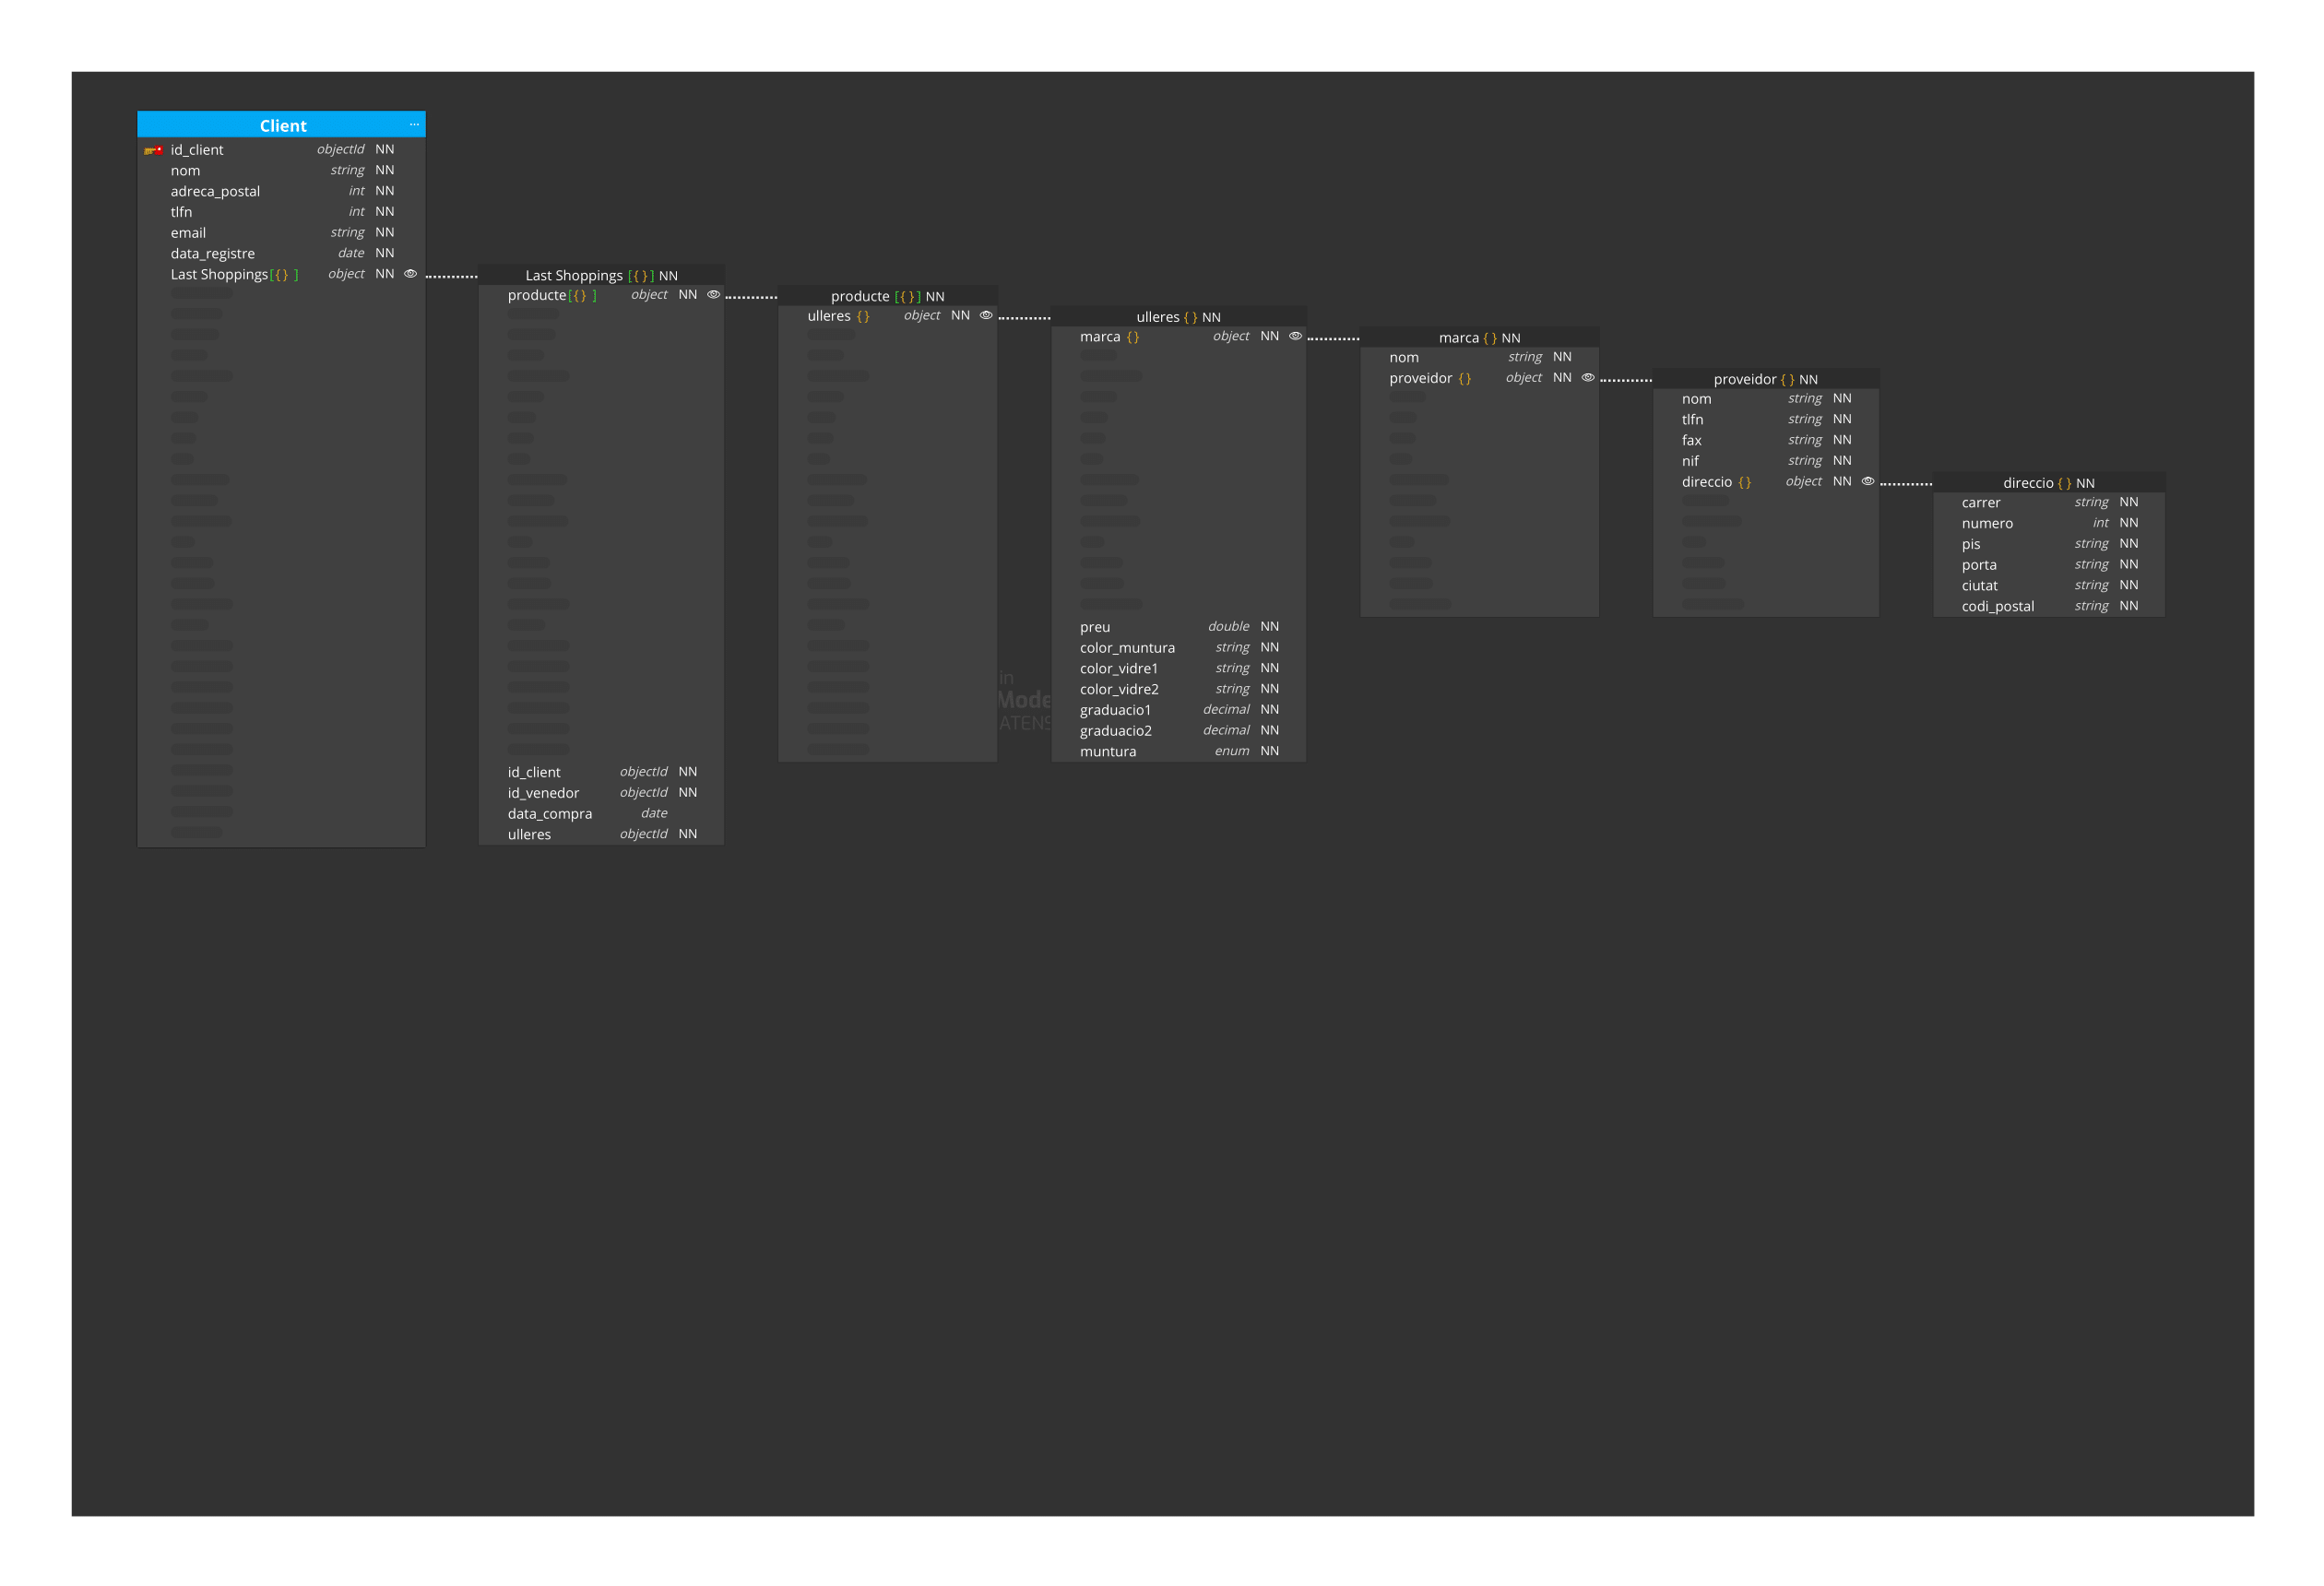 Client ...
id_client objectId NN
nom string NN
adreca_postal int NN
tlfn int NN
email string NN
data_registre date NN
Last Shoppings[{} ] object NN
Last Shoppings [{}] NN
producte[{} ] object NN
id_client objectId NN
id_venedor objectId NN
data_compra date
ulleres objectId NN
producte [{}] NN
ulleres {} object NN
ulleres {} NN
marca {} object NN
preu double NN
color_muntura string NN
color_vidre1 string NN
color_vidre2 string NN
graduacio1 decimal NN
graduacio2 decimal NN
muntura enum NN
marca {} NN
nom string NN
proveidor {} object NN
proveidor {} NN
nom string NN
tlfn string NN
fax string NN
nif string NN
direccio {} object NN
direccio {} NN
carrer string NN
numero int NN
pis string NN
porta string NN
ciutat string NN
codi_postal string NN
in
Mode
ATENS